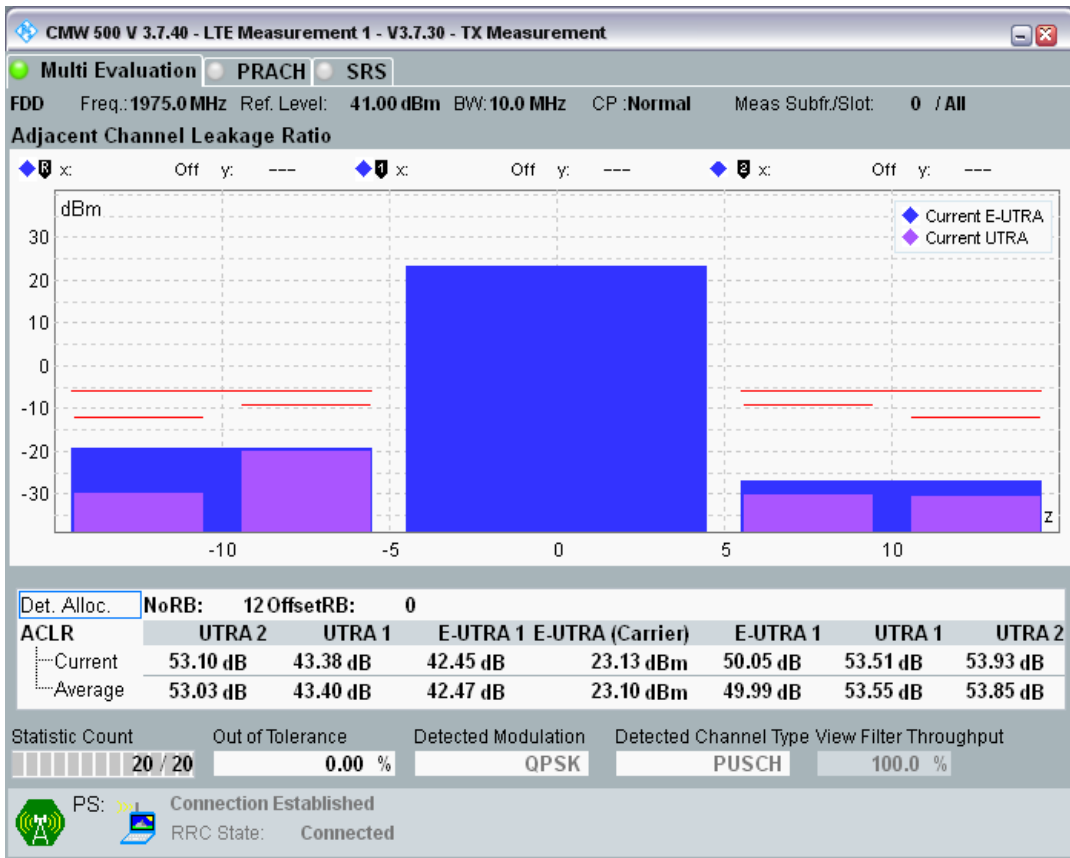 CMW 500 V 3.7.40 - LTE Measurement 1 - V3.7.30 - TX Measurement
Multi Evaluation PRACH SRS
FDD Freq.: 1975.0 MHz Ref. Level: 41.00 dBm BW: 10.0 MHz CP : Normal Meas Subfr./Slot: 0 / All
Adjacent Channel Leakage Ratio
R x: Off y: --- 1 x: Off y: --- 2 x: Off y: ---
dBm
Current E-UTRA
Current UTRA
30
20
10
0
-10
-20
-30
z
-10 -5 0 5 10
Det. Alloc. NoRB: 12 OffsetRB: 0
ACLR UTRA 2 UTRA 1 E-UTRA 1 E-UTRA (Carrier) E-UTRA 1 UTRA 1 UTRA 2
Current 53.10 dB 43.38 dB 42.45 dB 23.13 dBm 50.05 dB 53.51 dB 53.93 dB
Average 53.03 dB 43.40 dB 42.47 dB 23.10 dBm 49.99 dB 53.55 dB 53.85 dB
Statistic Count Out of Tolerance Detected Modulation Detected Channel Type View Filter Throughput
20 / 20 0.00 % QPSK PUSCH 100.0 %
PS: Connection Established
RRC State: Connected